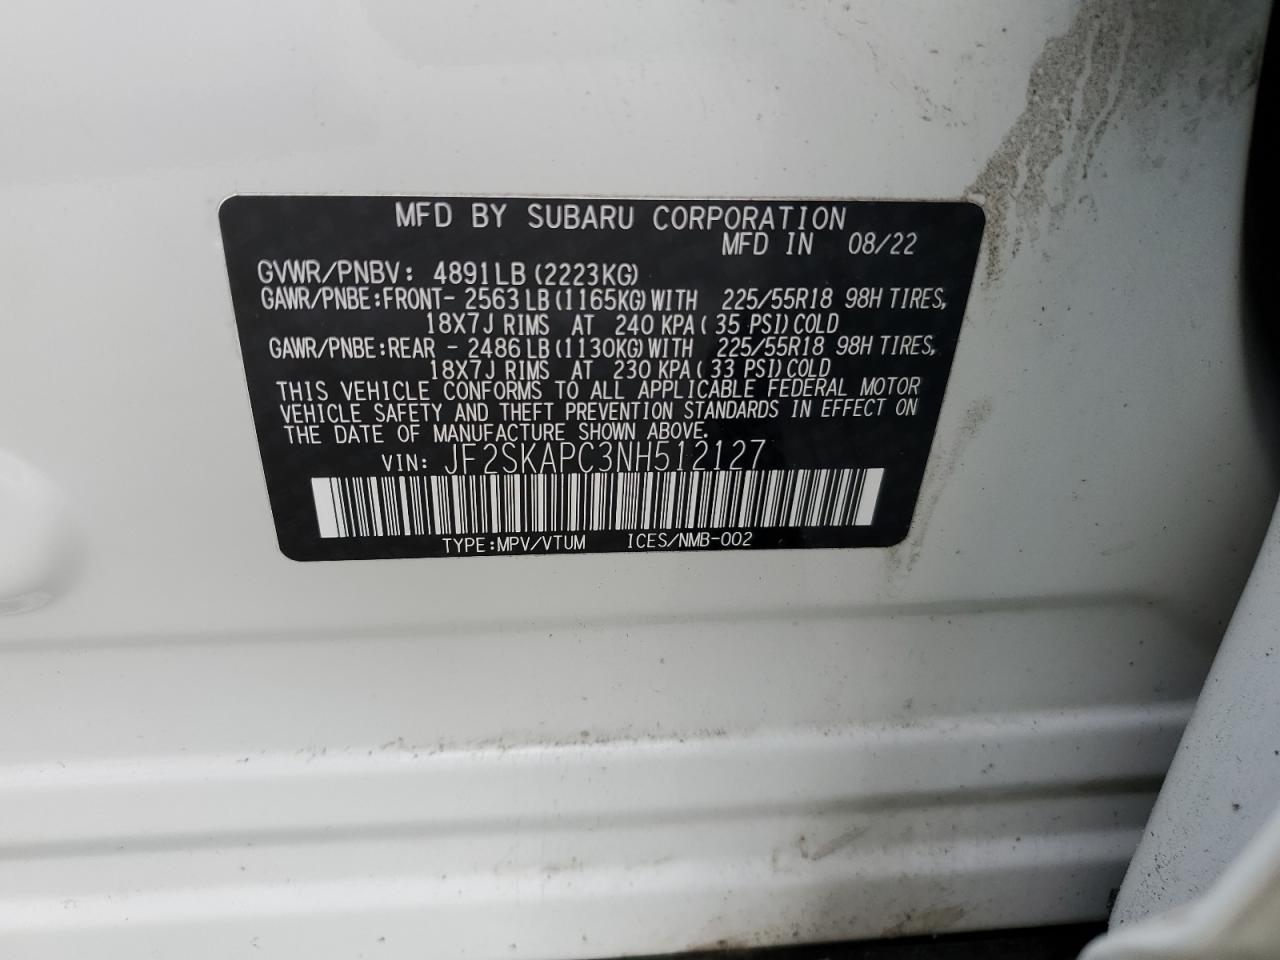 MFD BY SUBARU CORPORATION
MFD IN 08/22
GVWR/PNBV: 4891LB (2223KG)
GAWR/PNBE:FRONT- 2563 LB (1165KG) WITH 225/55R18 98H TIRES,
18X7J RIMS AT 240 KPA ( 35 PSI) COLD
GAWR/PNBE:REAR - 2486 LB (1130KG) WITH 225/55R18 98H TIRES,
18X7J RIMS AT 230 KPA ( 33 PSI) COLD
THIS VEHICLE CONFORMS TO ALL APPLICABLE FEDERAL MOTOR
VEHICLE SAFETY AND THEFT PREVENTION STANDARDS IN EFFECT ON
THE DATE OF MANUFACTURE SHOWN ABOVE.
VIN: JF2SKAPC3NH512127
TYPE:MPV/VTUM ICES/NMB-002